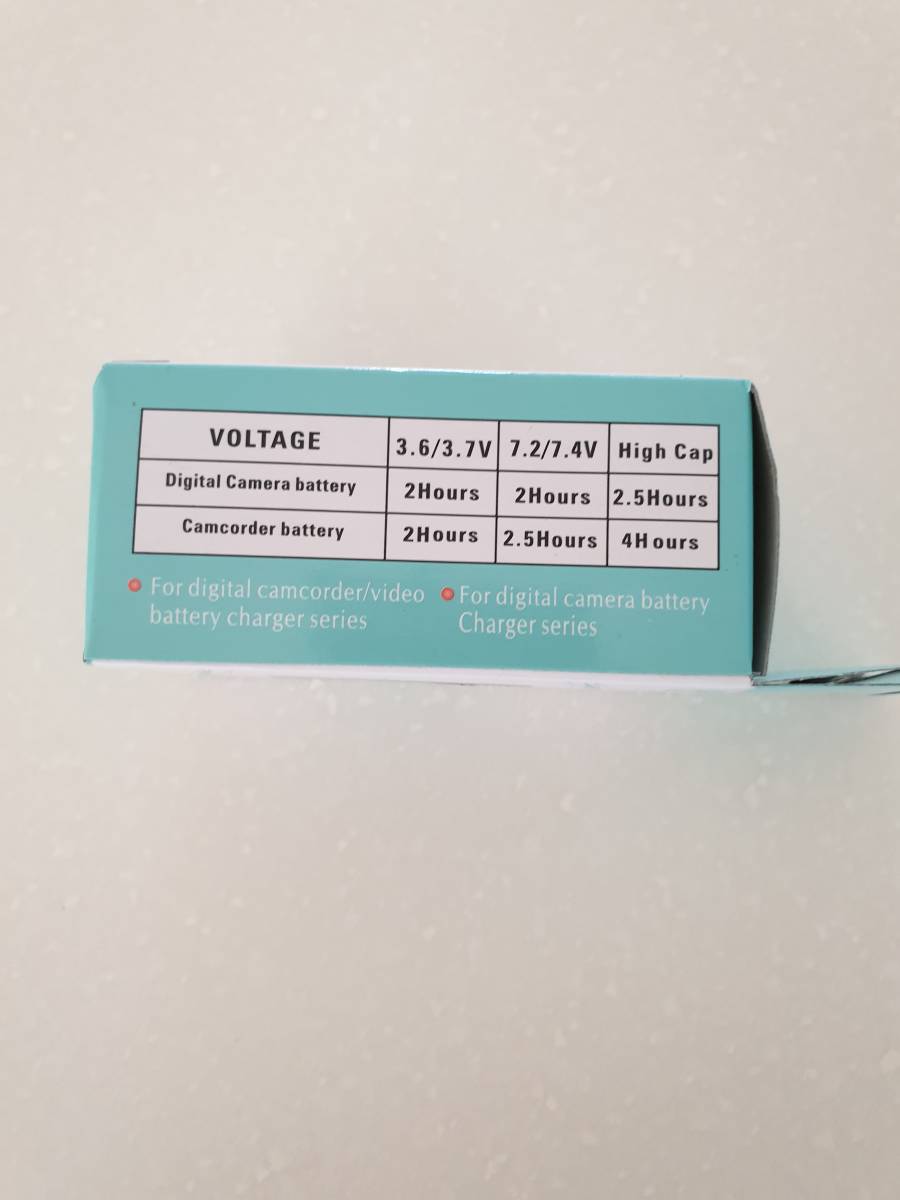 VOLTAGE 3.6/3.7V 7.2/7.4V High Cap
Digital Camera battery 2Hours 2Hours 2.5Hours
Camcorder battery 2Hours 2.5Hours 4Hours
For digital camcorder/video
battery charger series
For digital camera battery
Charger series